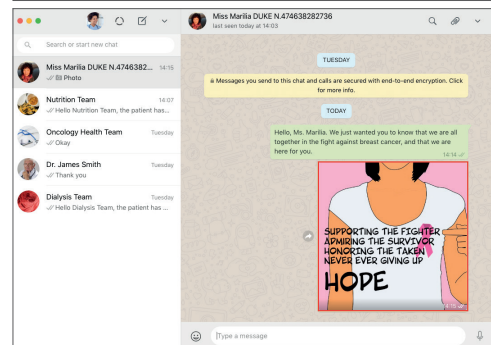 Miss Marilia DUKE N.474638282736
last seen today at 14:03
Search or start new chat
Miss Marilia DUKE N.4746382... 14:15
Photo
Nutrition Team 14:07
Hello Nutrition Team, the patient has ...
Oncology Health Team Tuesday
Okay
Dr. James Smith Tuesday
Thank you
Dialysis Team Tuesday
Hello Dialysis Team, the patient has ...
TUESDAY
Messages you send to this chat and calls are secured with end-to-end encryption. Click
for more info.
TODAY
Hello, Ms. Marilia. We just wanted you to know that we are all
together in the fight against breast cancer, and that we are
here for you.
14:14
SUPPORTING THE FIGHTER
ADMIRING THE SURVIVOR
HONORING THE TAKEN
NEVER EVER GIVING UP
HOPE
14:15
Type a message